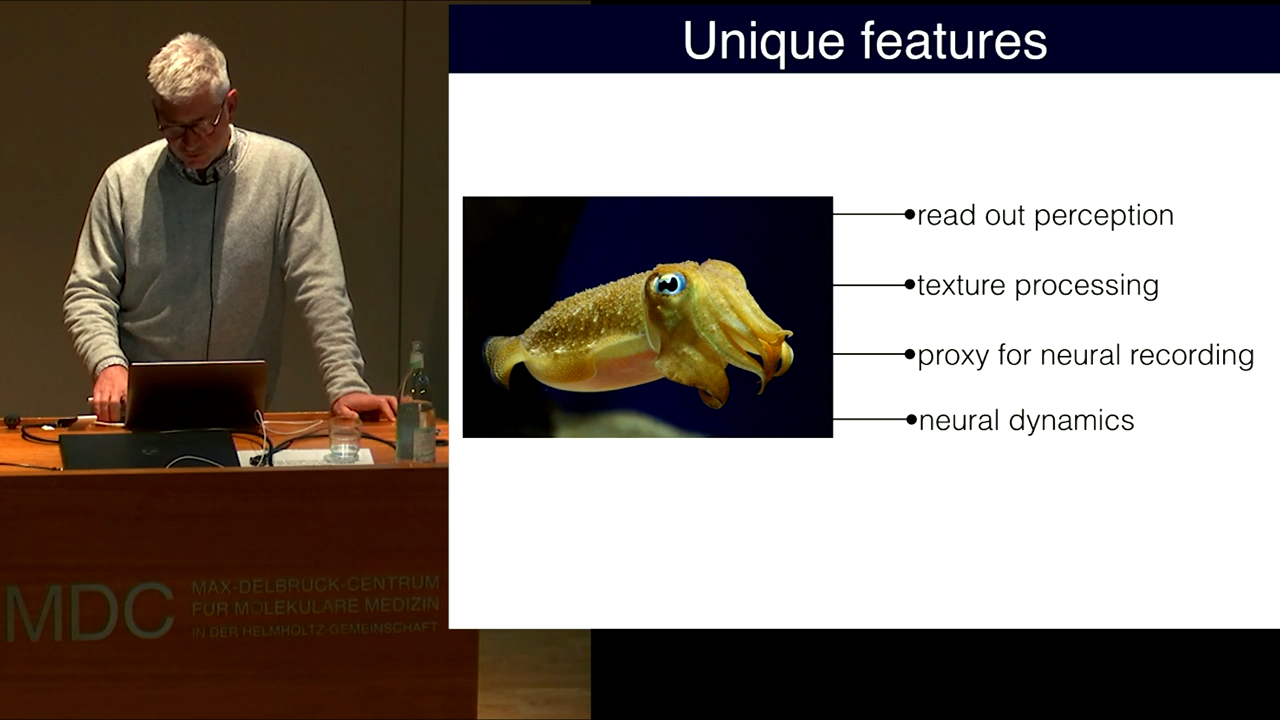 Unique features
read out perception
texture processing
proxy for neural recording
neural dynamics
MDC
MAX-DELBRÜCK-CENTRUM
FÜR MOLEKULARE MEDIZIN
IN DER HELMHOLTZ-GEMEINSCHAFT